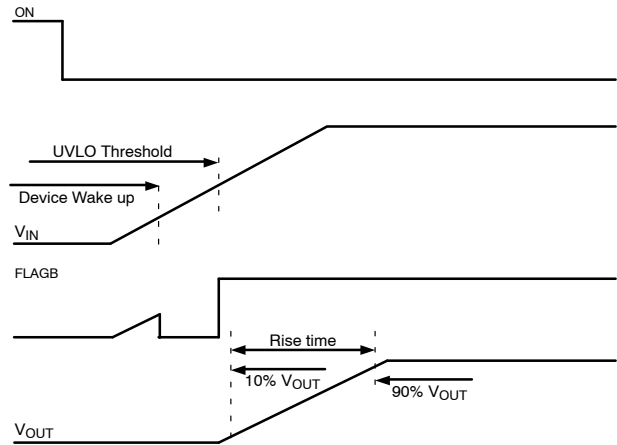 ON
UVLO Threshold
Device Wake up
VIN
FLAGB
Rise time
10% VOUT
90% VOUT
VOUT